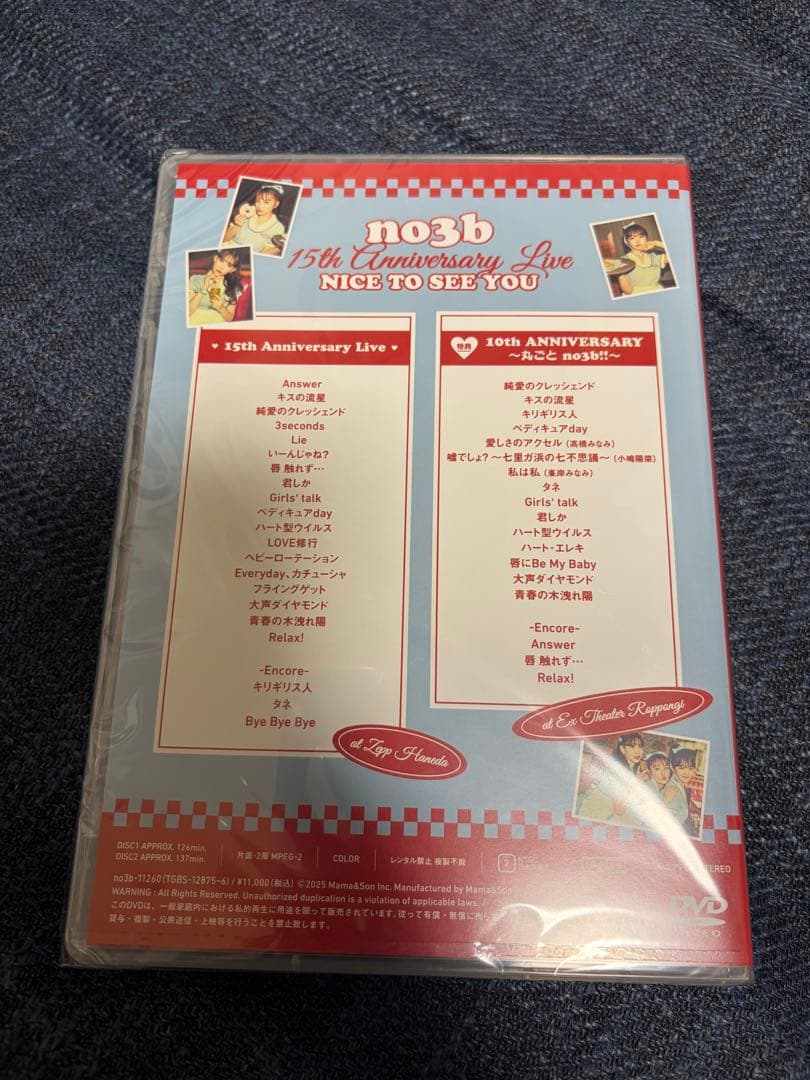 no3b
15th Anniversary Live
NICE TO SEE YOU
♥ 15th Anniversary Live ♥
Answer
キスの流星
純愛のクレッシェンド
3seconds
Lie
いーんじゃね?
唇 触れず…
君しか
Girls' talk
ペディキュアday
ハート型ウイルス
LOVE修行
ヘビーローテーション
Everyday、カチューシャ
フライングゲット
大声ダイヤモンド
青春の木洩れ陽
Relax!
-Encore-
キリギリス人
タネ
Bye Bye Bye
at Zepp Haneda
特典
10th ANNIVERSARY
〜丸ごと no3b!!〜
純愛のクレッシェンド
キスの流星
キリギリス人
ペディキュアday
愛しさのアクセル(高橋みなみ)
嘘でしょ?〜七里ガ浜の七不思議〜(小嶋陽菜)
私は私(峯岸みなみ)
タネ
Girls' talk
君しか
ハート型ウイルス
ハート・エレキ
唇にBe My Baby
大声ダイヤモンド
青春の木洩れ陽
-Encore-
Answer
唇 触れず…
Relax!
at Ex Theater Roppongi
DISC1 APPROX. 126min.
DISC2 APPROX. 137min.
片面・2層 MPEG-2
COLOR
レンタル禁止 複製不能
2
NTSC
STEREO
no3b-11260(TGBS-12875-6)/¥11,000(税込) ©2025 Mama&Son Inc. Manufactured by Mama&Son
WARNING : All Rights Reserved. Unauthorized duplication is a violation of applicable laws.
このDVDは、一般家庭内における私的再生に用途を限って販売されています。従って有償・無償に拘らず
貸与・複製・公衆送信・上映等を行うことを禁止致します。
DVD
VIDEO